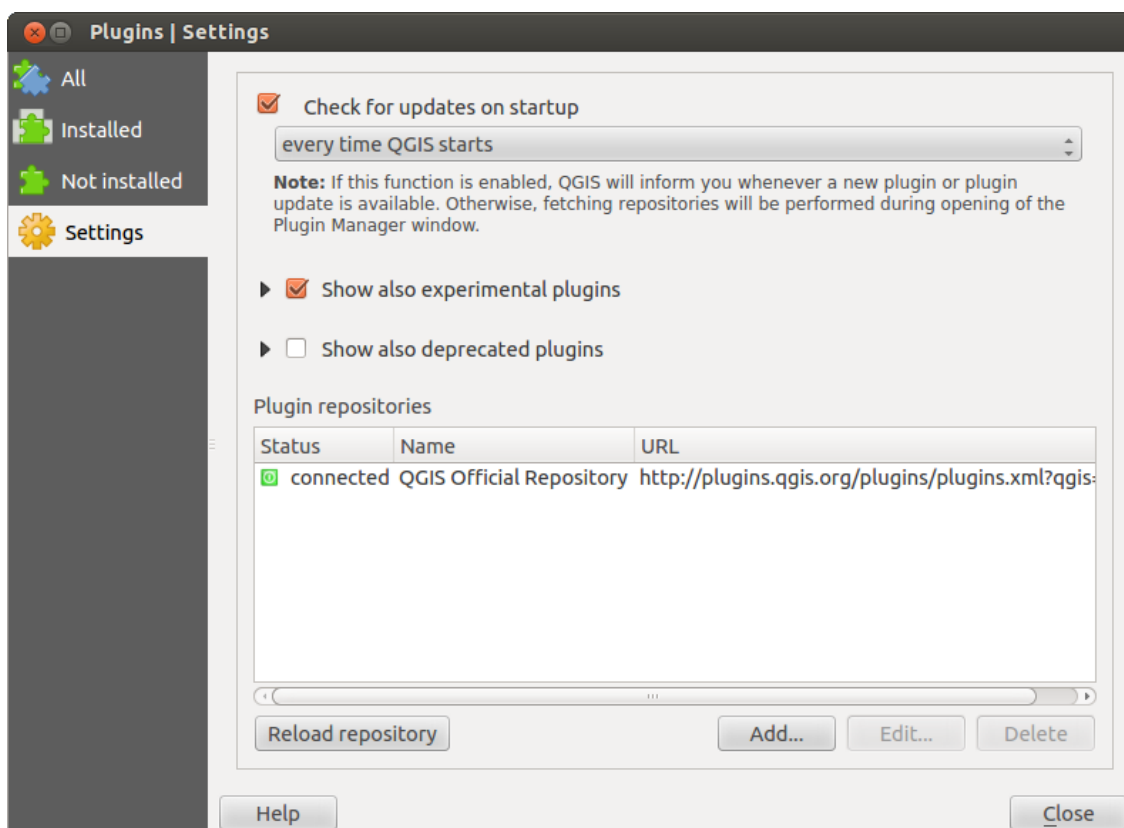 Plugins | Settings
All
Installed
Not installed
Settings
Check for updates on startup
every time QGIS starts
Note: If this function is enabled, QGIS will inform you whenever a new plugin or plugin
update is available. Otherwise, fetching repositories will be performed during opening of the
Plugin Manager window.
Show also experimental plugins
Show also deprecated plugins
Plugin repositories
Status Name URL
connected QGIS Official Repository http://plugins.qgis.org/plugins/plugins.xml?qgis=
Reload repository Add... Edit... Delete
Help Close